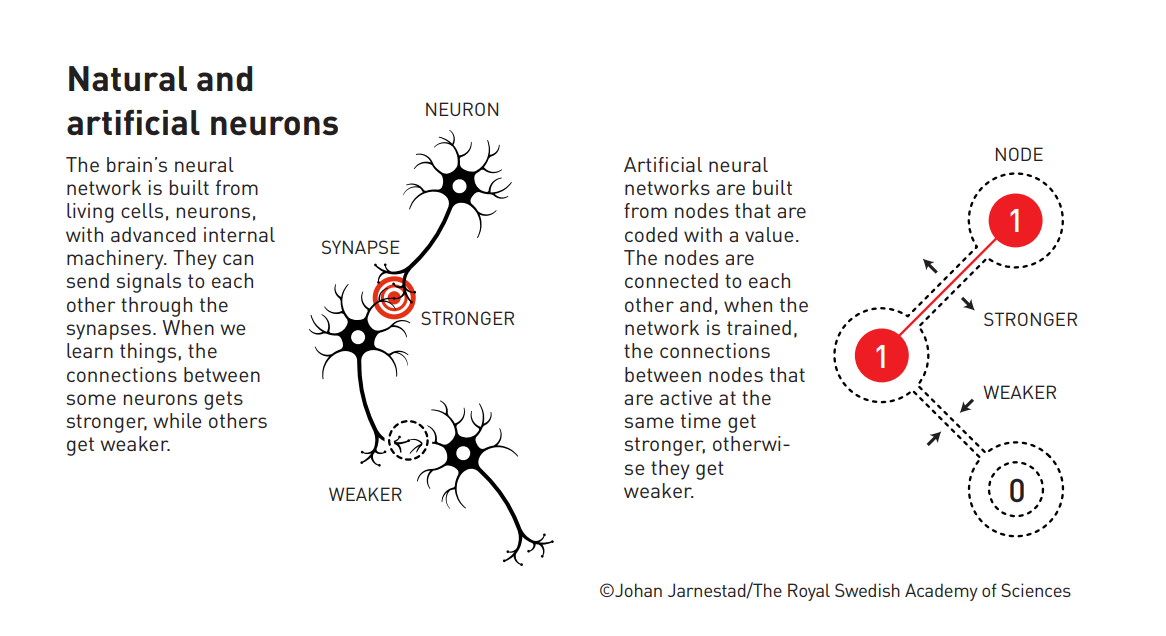 Natural and
artificial neurons
The brain’s neural
network is built from
living cells, neurons,
with advanced internal
machinery. They can
send signals to each
other through the
synapses. When we
learn things, the
connections between
some neurons gets
stronger, while others
get weaker.
NEURON
SYNAPSE
STRONGER
WEAKER
Artificial neural
networks are built
from nodes that are
coded with a value.
The nodes are
connected to each
other and, when the
network is trained,
the connections
between nodes that
are active at the
same time get
stronger, otherwi-
se they get
weaker.
NODE
1
STRONGER
1
WEAKER
0
©Johan Jarnestad/The Royal Swedish Academy of Sciences